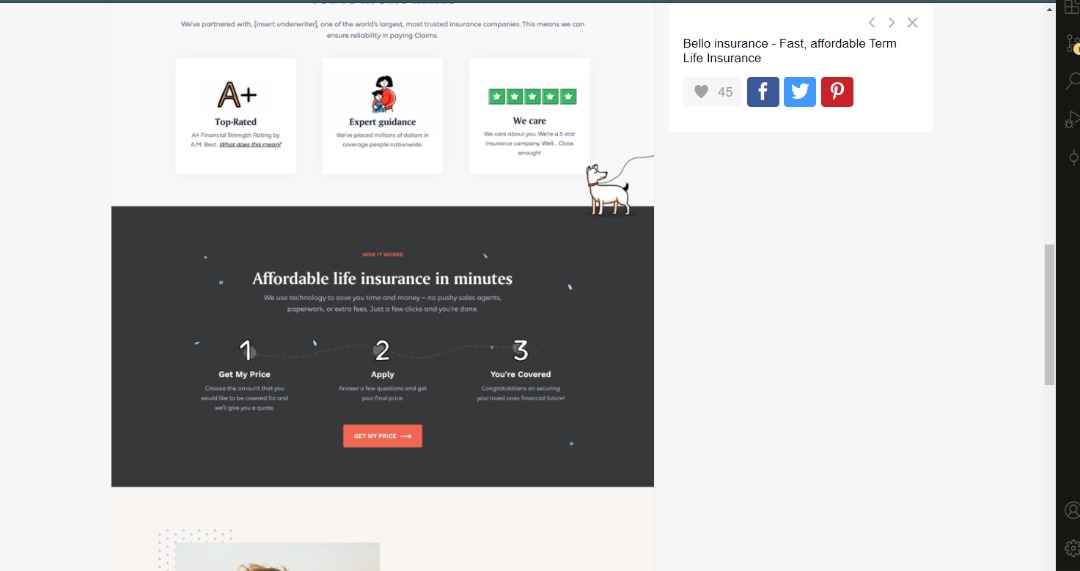 We've partnered with, [insert underwriter], one of the world's largest, most trusted insurance companies. This means we can
ensure reliability in paying Claims.
A+
Top-Rated
A+ Financial Strength Rating by
A.M. Best. What does this mean?
Expert guidance
We've placed millions of dollars in
coverage people nationwide.
We care
We care about you. We're a 5 star
insurance company. Well... Close
enough!
HOW IT WORKS
Affordable life insurance in minutes
We use technology to save you time and money – no pushy sales agents,
paperwork, or extra fees. Just a few clicks and you're done.
1
Get My Price
Choose the amount that you
would like to be covered for and
we'll give you a quote.
2
Apply
Answer a few questions and get
your final price.
3
You're Covered
Congratulations on securing
your loved ones financial future!
GET MY PRICE
Bello insurance - Fast, affordable Term
Life Insurance
45